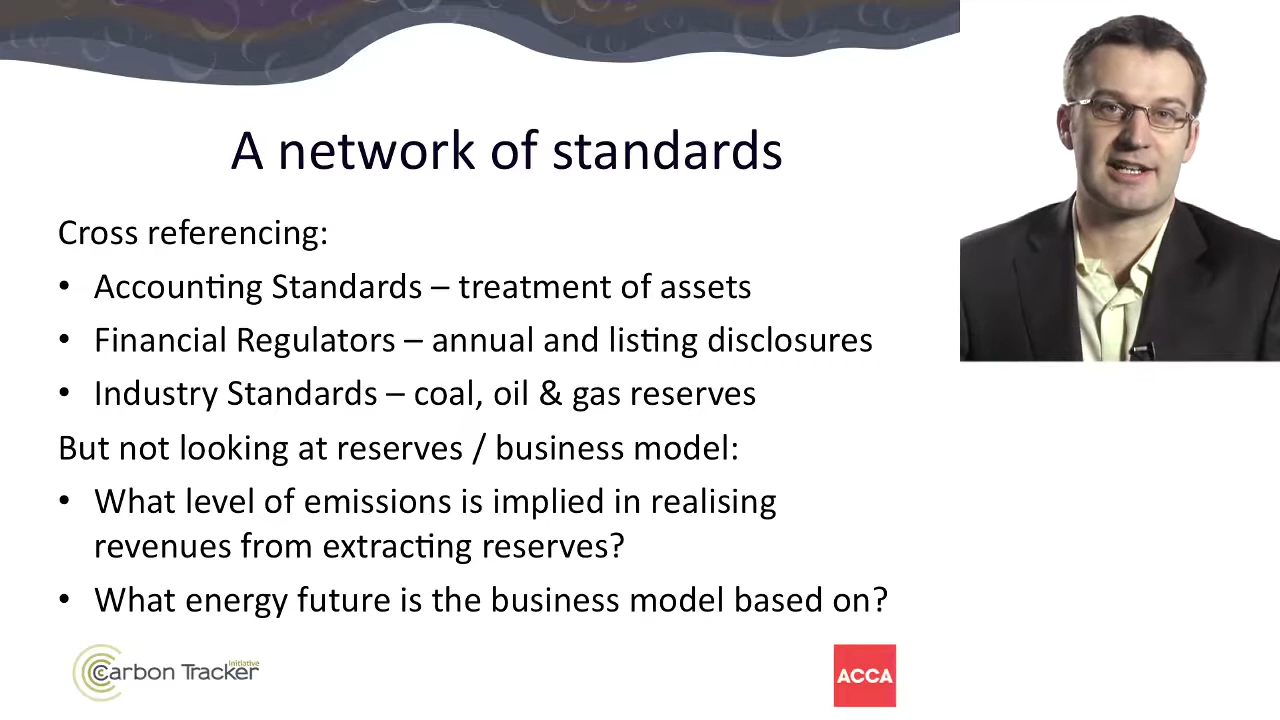 A network of standards
Cross referencing:
• Accounting Standards – treatment of assets
• Financial Regulators – annual and listing disclosures
• Industry Standards – coal, oil & gas reserves
But not looking at reserves / business model:
• What level of emissions is implied in realising
revenues from extracting reserves?
• What energy future is the business model based on?
Carbon Tracker initiative
ACCA